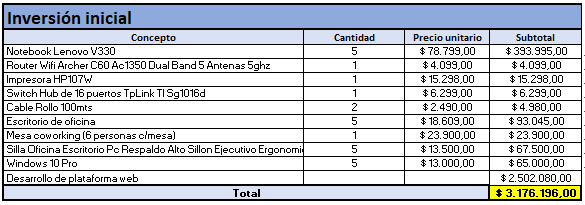 Inversión inicial
Concepto Cantidad Precio unitario Subtotal
Notebook Lenovo V330 5 $ 78.799,00 $ 393.995,00
Router Wifi Archer C60 Ac1350 Dual Band 5 Antenas 5ghz 1 $ 4.099,00 $ 4.099,00
Impresora HP107W 1 $ 15.298,00 $ 15.298,00
Switch Hub de 16 puertos TpLink Tl Sg1016d 1 $ 6.299,00 $ 6.299,00
Cable Rollo 100mts 2 $ 2.490,00 $ 4.980,00
Escritorio de oficina 5 $ 18.609,00 $ 93.045,00
Mesa coworking (6 personas c/mesa) 1 $ 23.900,00 $ 23.900,00
Silla Oficina Escritorio Pc Respaldo Alto Sillon Ejecutivo Ergonomi 5 $ 13.500,00 $ 67.500,00
Windows 10 Pro 5 $ 13.000,00 $ 65.000,00
Desarrollo de plataforma web $ 2.502.080,00
Total $ 3.176.196,00